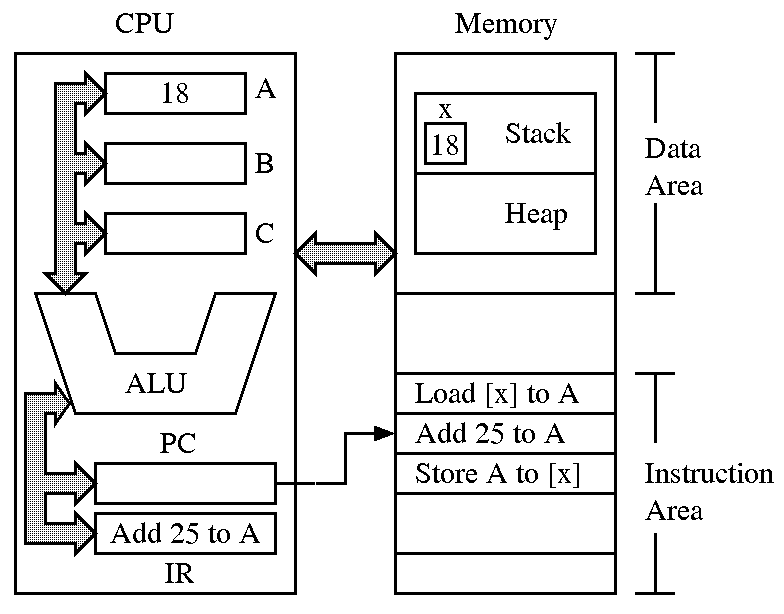 CPU
Memory
18
A
B
C
x
18
Stack
Heap
Data
Area
ALU
PC
Add 25 to A
IR
Load [x] to A
Add 25 to A
Store A to [x]
Instruction
Area